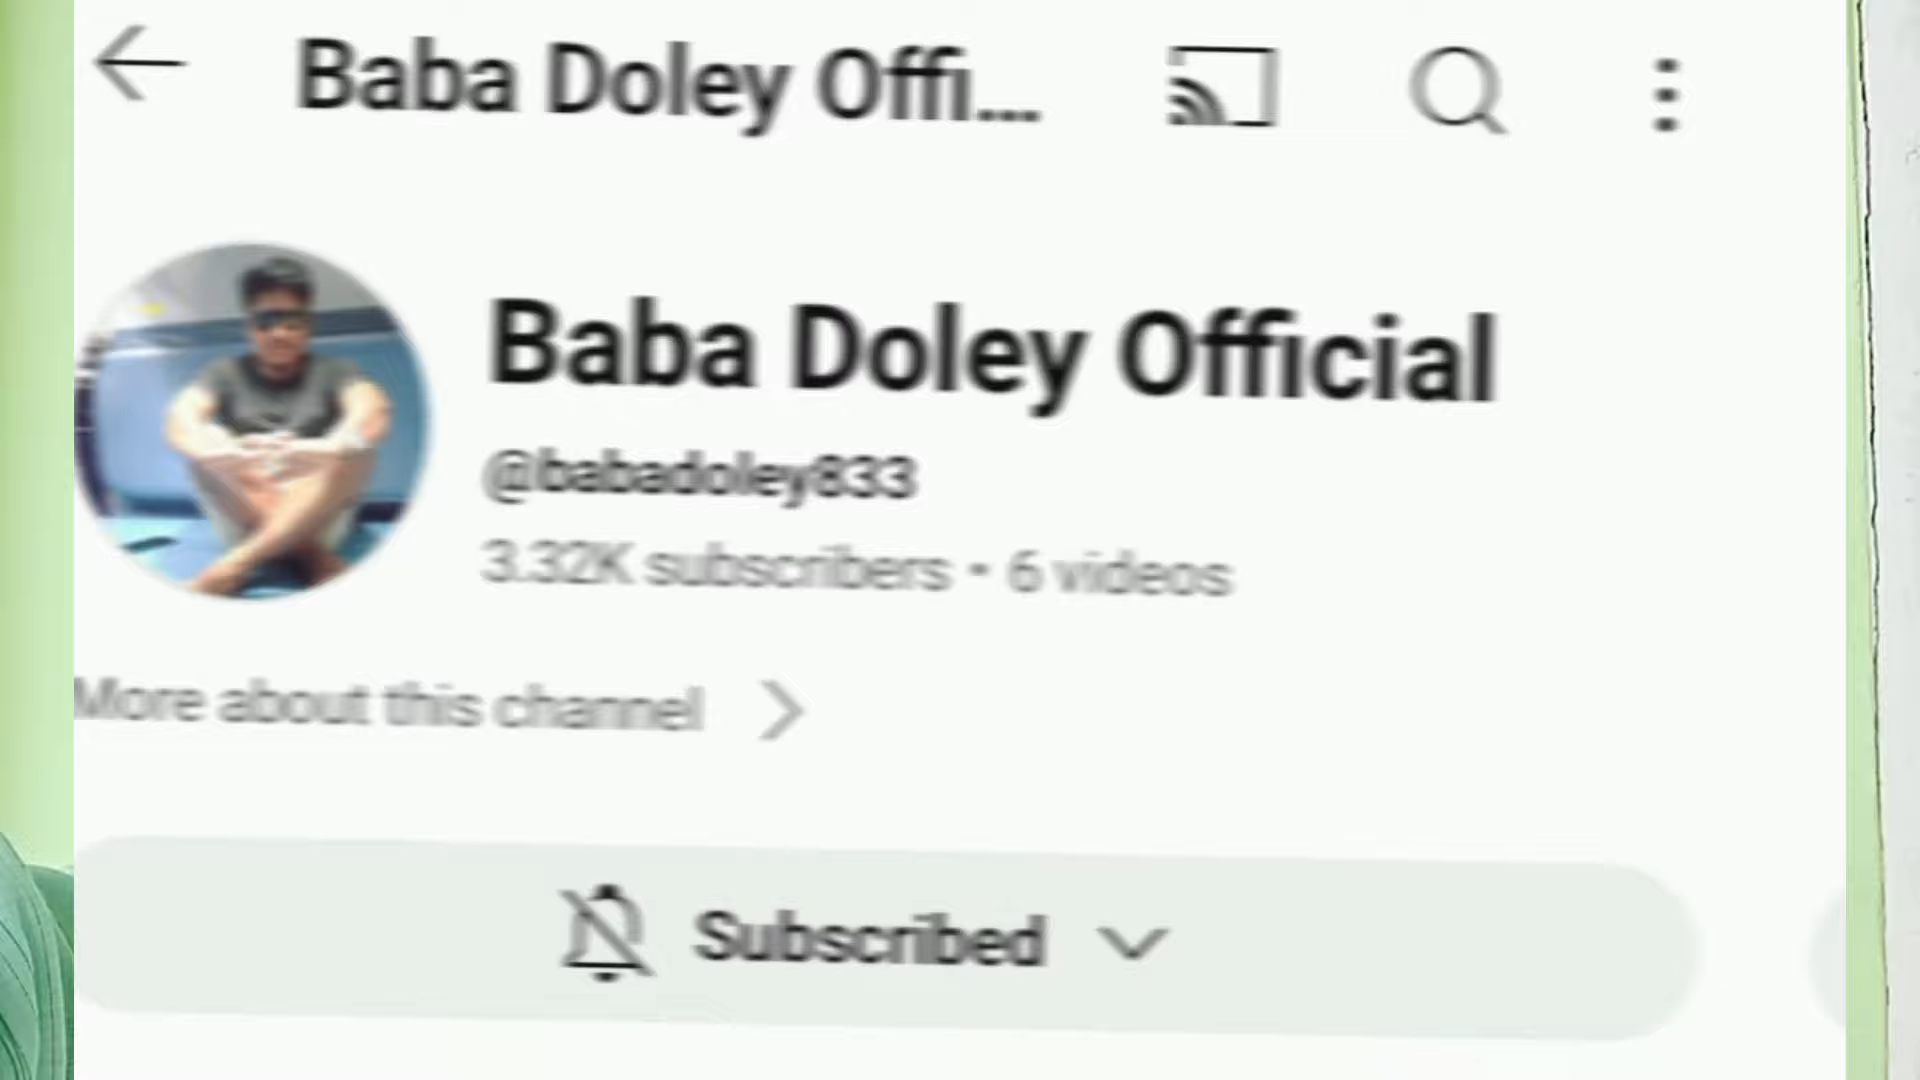 Baba Doley Offi...
Baba Doley Official
@babadoley833
3.32K subscribers • 6 videos
More about this channel
Subscribed